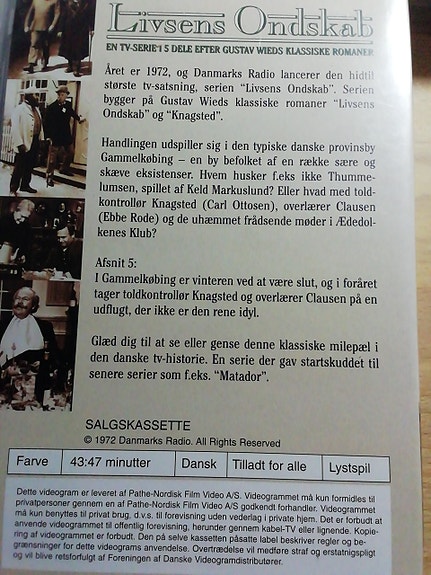 Livsens Ondskab
EN TV-SERIE I 5 DELE EFTER GUSTAV WIEDS KLASSISKE ROMANER
Året er 1972, og Danmarks Radio lancerer den hidtil
største tv-satsning, serien "Livsens Ondskab". Serien
bygger på Gustav Wieds klassiske romaner "Livsens
Ondskab" og "Knagsted".
Handlingen udspiller sig i den typiske danske provinsby
Gammelkøbing – en by befolket af en række sære og
skæve eksistenser. Hvem husker f.eks ikke Thumme-
lumsen, spillet af Keld Markuslund? Eller hvad med told-
kontrollør Knagsted (Carl Ottosen), overlærer Clausen
(Ebbe Rode) og de uhæmmet frådsende møder i Ædedol-
kenes Klub?
Afsnit 5:
I Gammelkøbing er vinteren ved at være slut, og i foråret
tager toldkontrollør Knagsted og overlærer Clausen på en
udflugt, der ikke er den rene idyl.
Glæd dig til at se eller gense denne klassiske milepæl i
den danske tv-historie. En serie der gav startskuddet til
senere serier som f.eks. "Matador".
SALGSKASSETTE
© 1972 Danmarks Radio. All Rights Reserved
Farve 43:47 minutter Dansk Tilladt for alle Lystspil
Dette videogram er leveret af Pathe-Nordisk Film Video A/S. Videogrammet må kun formidles til
privatpersoner gennem en af Pathe-Nordisk Film Video A/S godkendt forhandler. Videogrammet
må kun benyttes til privat brug, d.v.s. til forevisning uden vederlag i private hjem. Det er forbudt at
anvende videogrammet til offentlig forevisning, herunder gennem kabel-TV eller lignende. Kopie-
ring af videogrammet er forbudt. Den på selve kassetten påsatte label beskriver regler og be-
grænsninger for dette videograms anvendelse. Overtrædelse vil medføre straf og erstatningspligt
og vil blive retsforfulgt af Foreningen af Danske Videogramdistributører.